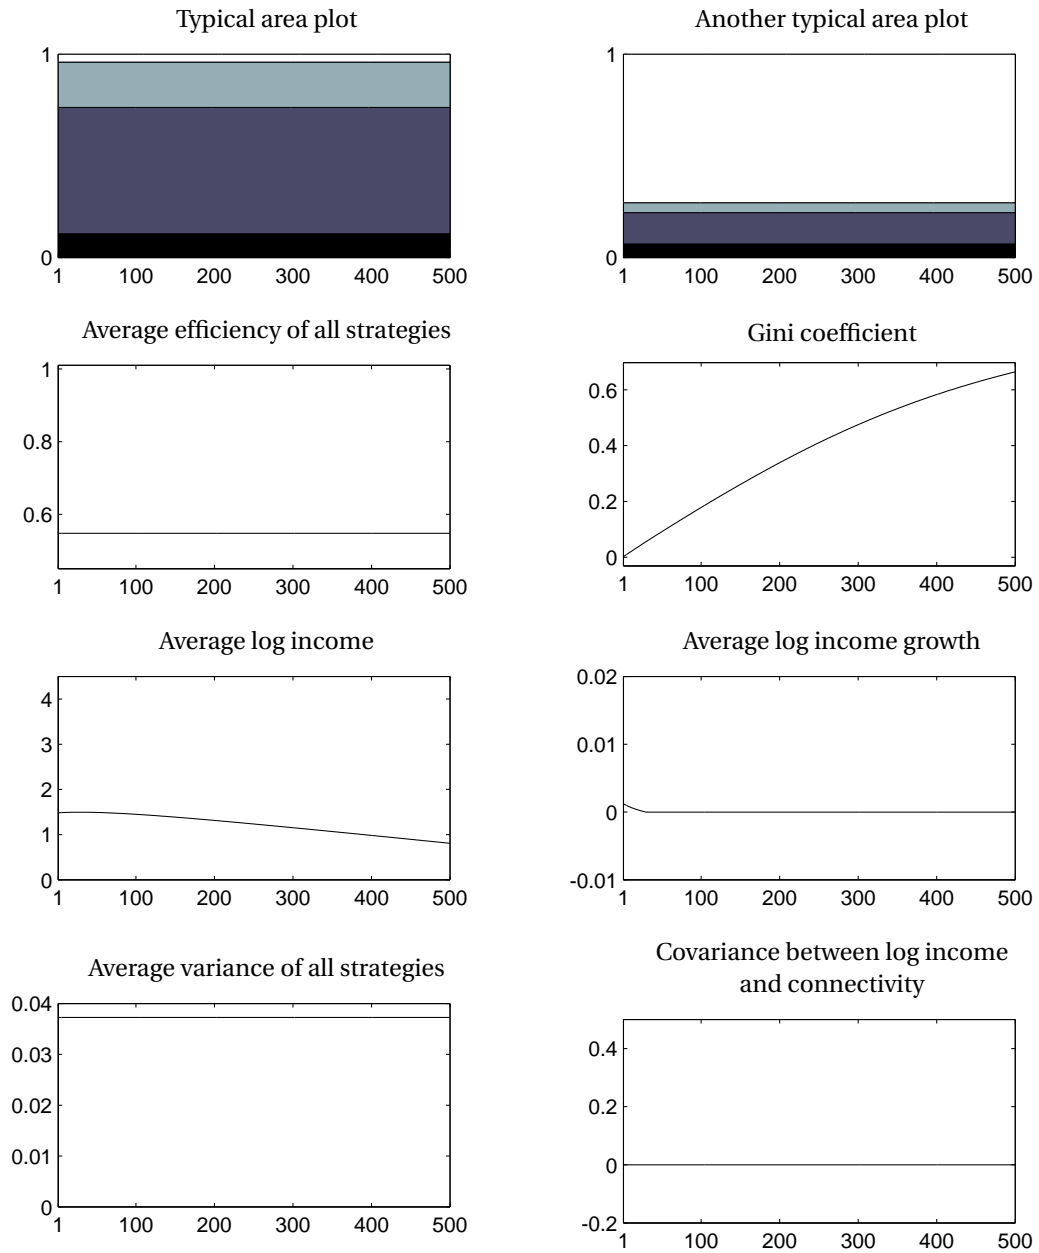 Typical area plot
1
0
1 100 200 300 400 500
Another typical area plot
1
0
1 100 200 300 400 500
Average efficiency of all strategies
1
0.8
0.6
1 100 200 300 400 500
Gini coefficient
0.6
0.4
0.2
0
1 100 200 300 400 500
Average log income
4
3
2
1
0
1 100 200 300 400 500
Average log income growth
0.02
0.01
0
-0.01
1 100 200 300 400 500
Average variance of all strategies
0.04
0.03
0.02
0.01
0
1 100 200 300 400 500
Covariance between log income
and connectivity
0.4
0.2
0
-0.2
1 100 200 300 400 500